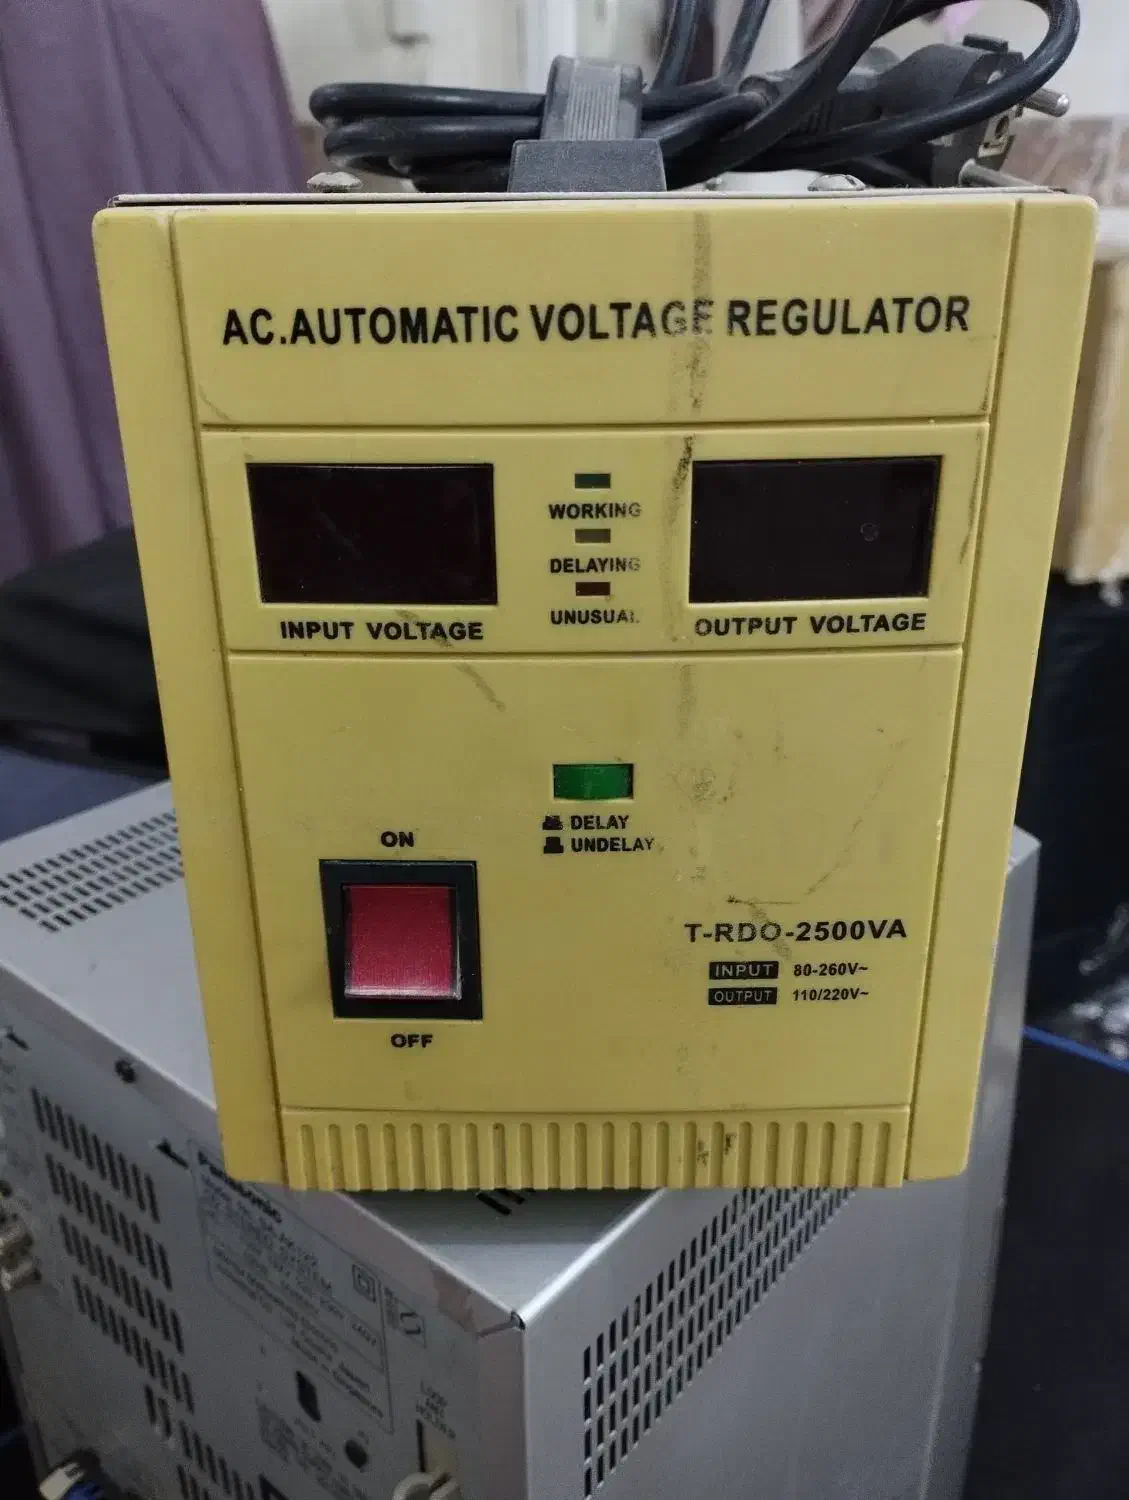 AC.AUTOMATIC VOLTAGE REGULATOR
WORKING
DELAYING
UNUSUAL
INPUT VOLTAGE
OUTPUT VOLTAGE
DELAY
UNDELAY
ON
OFF
T-RDO-2500VA
INPUT 80-260V~
OUTPUT 110/220V~
Panasonic